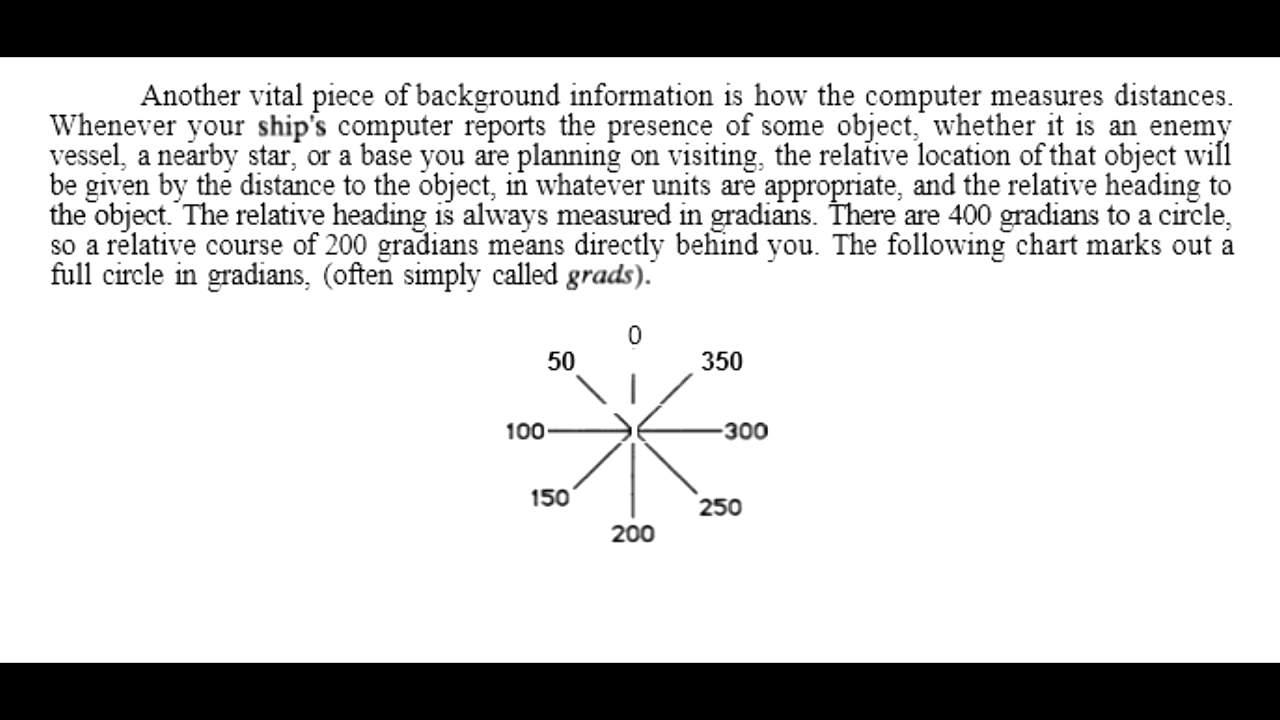 Another vital piece of background information is how the computer measures distances.
Whenever your ship's computer reports the presence of some object, whether it is an enemy
vessel, a nearby star, or a base you are planning on visiting, the relative location of that object will
be given by the distance to the object, in whatever units are appropriate, and the relative heading to
the object. The relative heading is always measured in gradians. There are 400 gradians to a circle,
so a relative course of 200 gradians means directly behind you. The following chart marks out a
full circle in gradians, (often simply called grads).
0
50 350
100 300
150 250
200